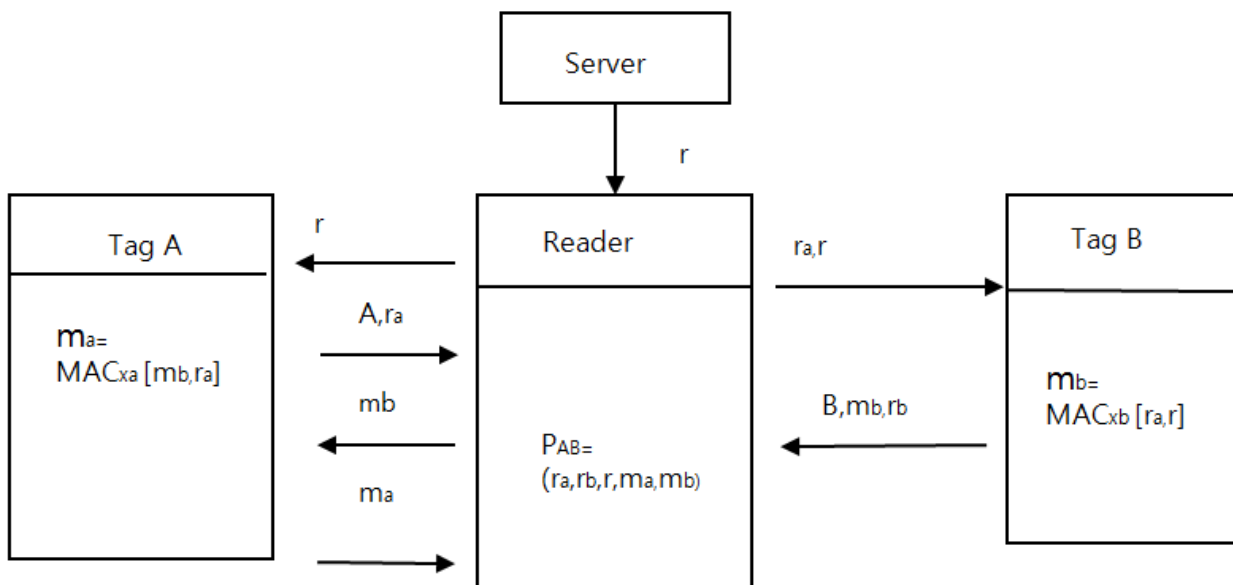 Server
r
Tag A
ma=
MACxa [mb,ra]
r
A,ra
mb
ma
Reader
PAB=
(ra,rb,r,ma,mb)
ra,r
B,mb,rb
Tag B
mb=
MACxb [ra,r]